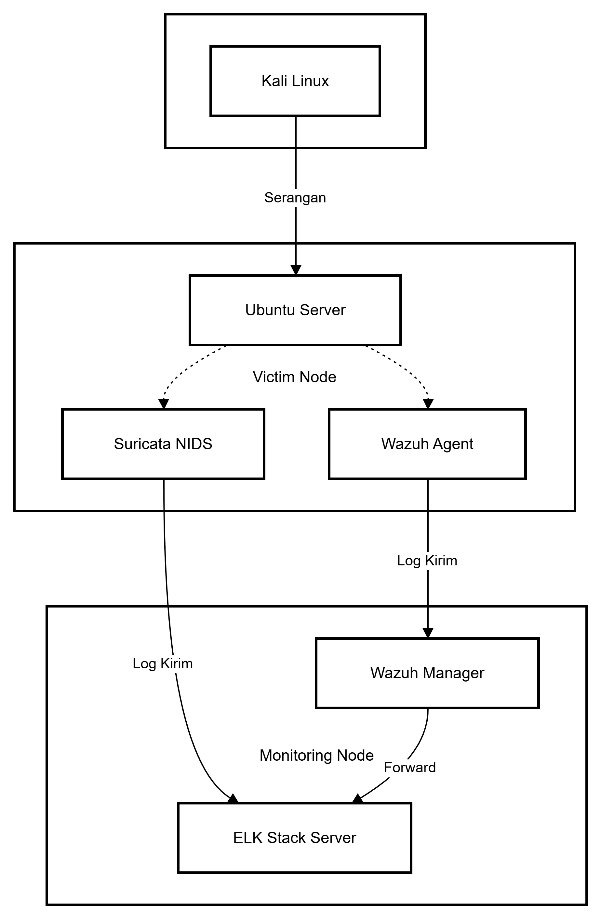 Kali Linux
Serangan
Ubuntu Server
Victim Node
Suricata NIDS
Wazuh Agent
Log Kirim
Log Kirim
Wazuh Manager
Monitoring Node
Forward
ELK Stack Server